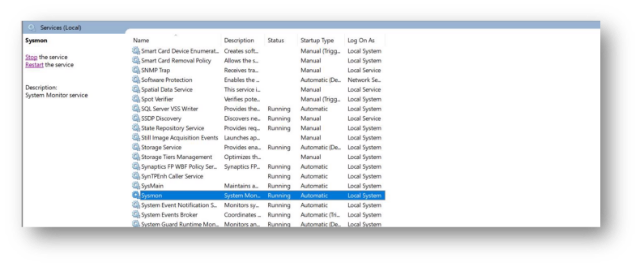 Services (Local)
Sysmon
Stop the service
Restart the service
Description:
System Monitor service
Name Description Status Startup Type Log On As
Smart Card Device Enumerat... Creates soft... Manual (Trigg... Local System
Smart Card Removal Policy Allows the s... Manual Local System
SNMP Trap Receives tra... Manual Local Service
Software Protection Enables the ... Automatic (De... Network Se...
Spatial Data Service This service i... Manual Local Service
Spot Verifier Verifies pote... Manual (Trigg... Local System
SQL Server VSS Writer Provides the... Running Automatic Local System
SSDP Discovery Discovers ne... Running Manual Local Service
State Repository Service Provides req... Running Manual Local System
Still Image Acquisition Events Launches ap... Manual Local System
Storage Service Provides ena... Running Automatic (De... Local System
Storage Tiers Management Optimizes th... Manual Local System
Synaptics FP WBF Policy Ser... Synaptics FP... Running Automatic Local System
SynTPEnh Caller Service Running Automatic Local System
SysMain Maintains a... Running Automatic Local System
Sysmon System Mon... Running Automatic Local System
System Event Notification S... Monitors sy... Running Automatic Local System
System Events Broker Coordinates ... Running Automatic (Tri... Local System
System Guard Runtime Mon... Monitors an... Running Automatic (De... Local System